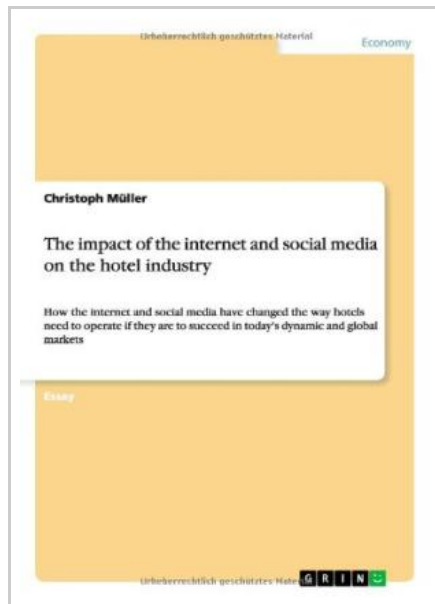 Urheberrechtlich geschütztes Material
Economy
Christoph Müller
The impact of the internet and social media
on the hotel industry
How the internet and social media have changed the way hotels
need to operate if they are to succeed in today's dynamic and global
markets
Essay
Urheberrechtlich geschütztes Mater
GRIN